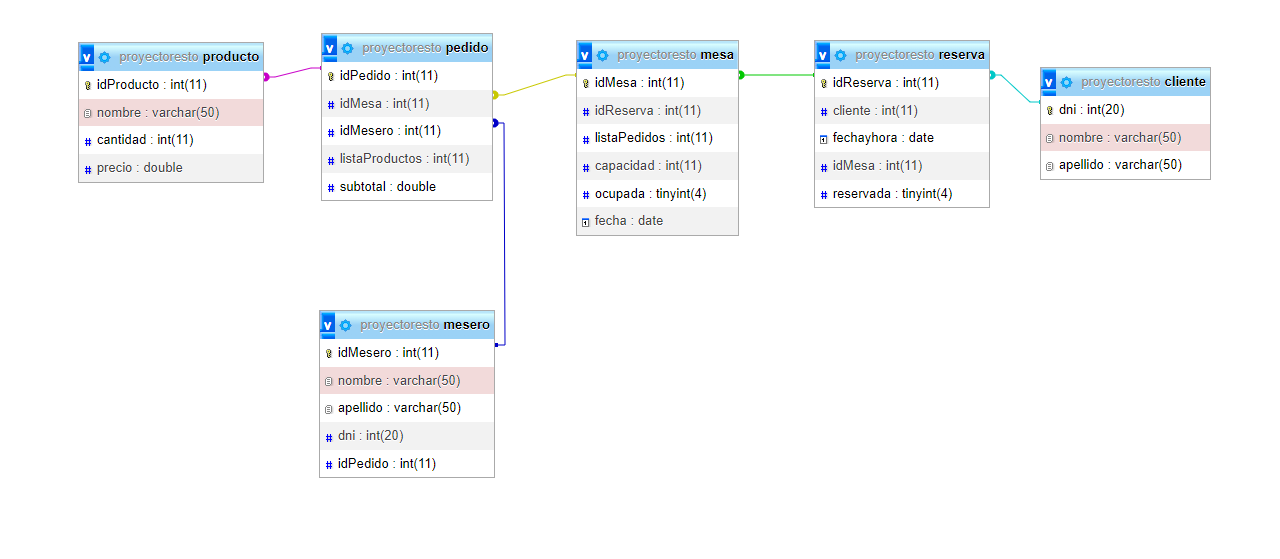 proyectoresto producto
idProducto : int(11)
nombre : varchar(50)
cantidad : int(11)
precio : double
proyectoresto pedido
idPedido : int(11)
idMesa : int(11)
idMesero : int(11)
listaProductos : int(11)
subtotal : double
proyectoresto mesa
idMesa : int(11)
idReserva : int(11)
listaPedidos : int(11)
capacidad : int(11)
ocupada : tinyint(4)
fecha : date
proyectoresto reserva
idReserva : int(11)
cliente : int(11)
fechayhora : date
idMesa : int(11)
reservada : tinyint(4)
proyectoresto cliente
dni : int(20)
nombre : varchar(50)
apellido : varchar(50)
proyectoresto mesero
idMesero : int(11)
nombre : varchar(50)
apellido : varchar(50)
dni : int(20)
idPedido : int(11)